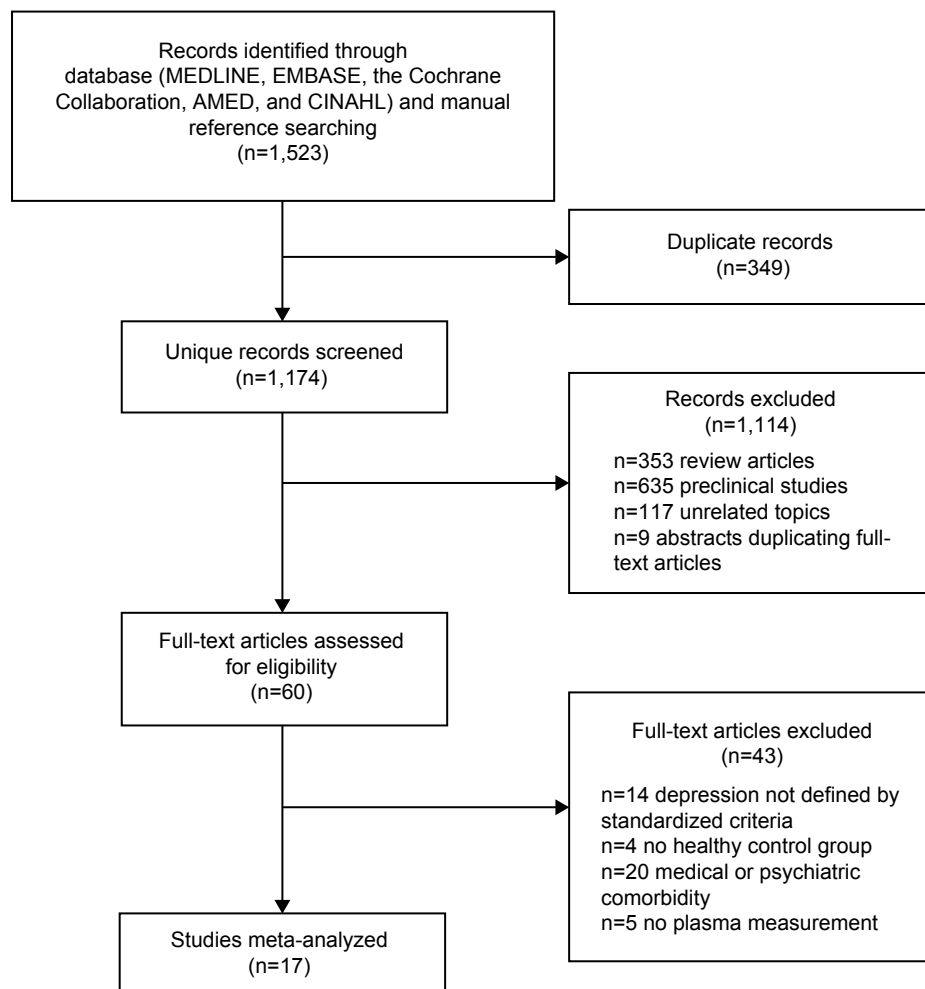 Records identified through
database (MEDLINE, EMBASE, the Cochrane
Collaboration, AMED, and CINAHL) and manual
reference searching
(n=1,523)
Duplicate records
(n=349)
Unique records screened
(n=1,174)
Records excluded
(n=1,114)
n=353 review articles
n=635 preclinical studies
n=117 unrelated topics
n=9 abstracts duplicating full-
text articles
Full-text articles assessed
for eligibility
(n=60)
Full-text articles excluded
(n=43)
n=14 depression not defined by
standardized criteria
n=4 no healthy control group
n=20 medical or psychiatric
comorbidity
n=5 no plasma measurement
Studies meta-analyzed
(n=17)